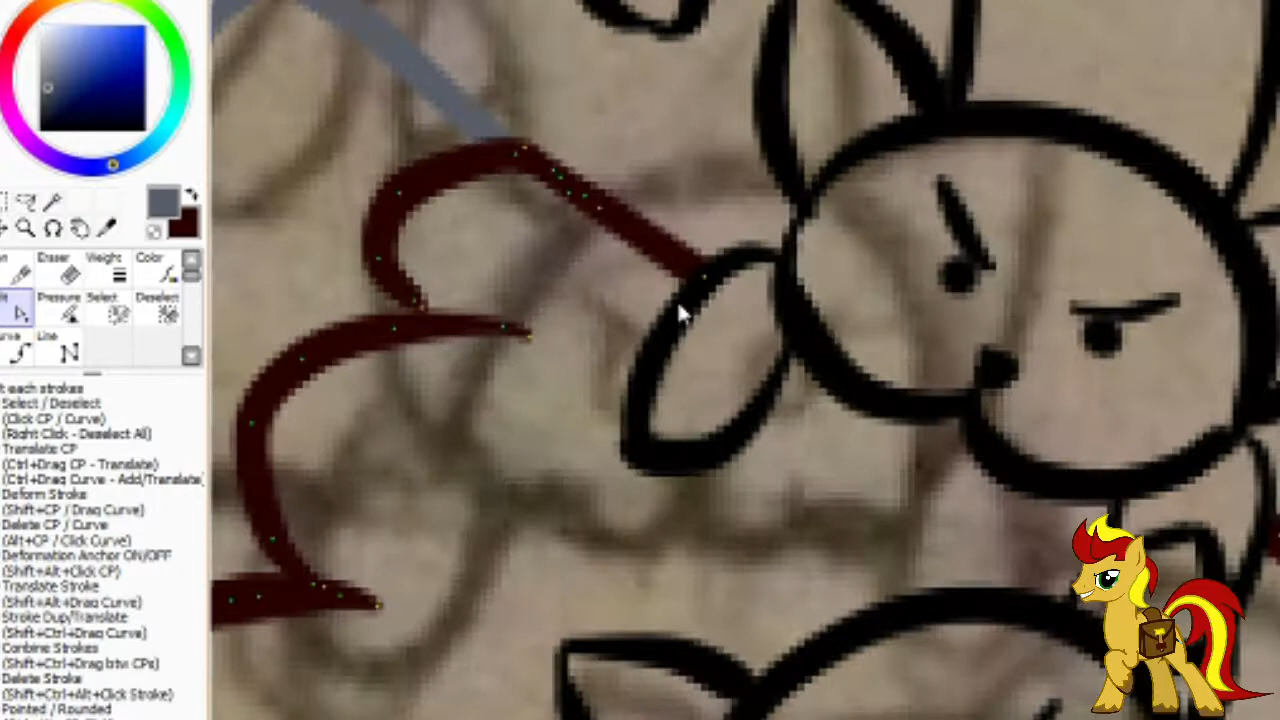 Eraser Weight Color
Pressure Select Deselect
Line
t each strokes
Select / Deselect
(Click CP / Curve)
(Right Click - Deselect All)
Translate CP
(Ctrl+Drag CP - Translate)
(Ctrl+Drag Curve - Add/Translate)
Deform Stroke
(Shift+CP / Drag Curve)
Delete CP / Curve
(Alt+CP / Click Curve)
Deformation Anchor ON/OFF
(Shift+Alt+Click CP)
Translate Stroke
(Shift+Alt+Drag Curve)
Stroke Dup/Translate
(Shift+Ctrl+Drag Curve)
Combine Strokes
(Shift+Ctrl+Drag btw. CPs)
Delete Stroke
(Shift+Ctrl+Alt+Click Stroke)
Pointed / Rounded